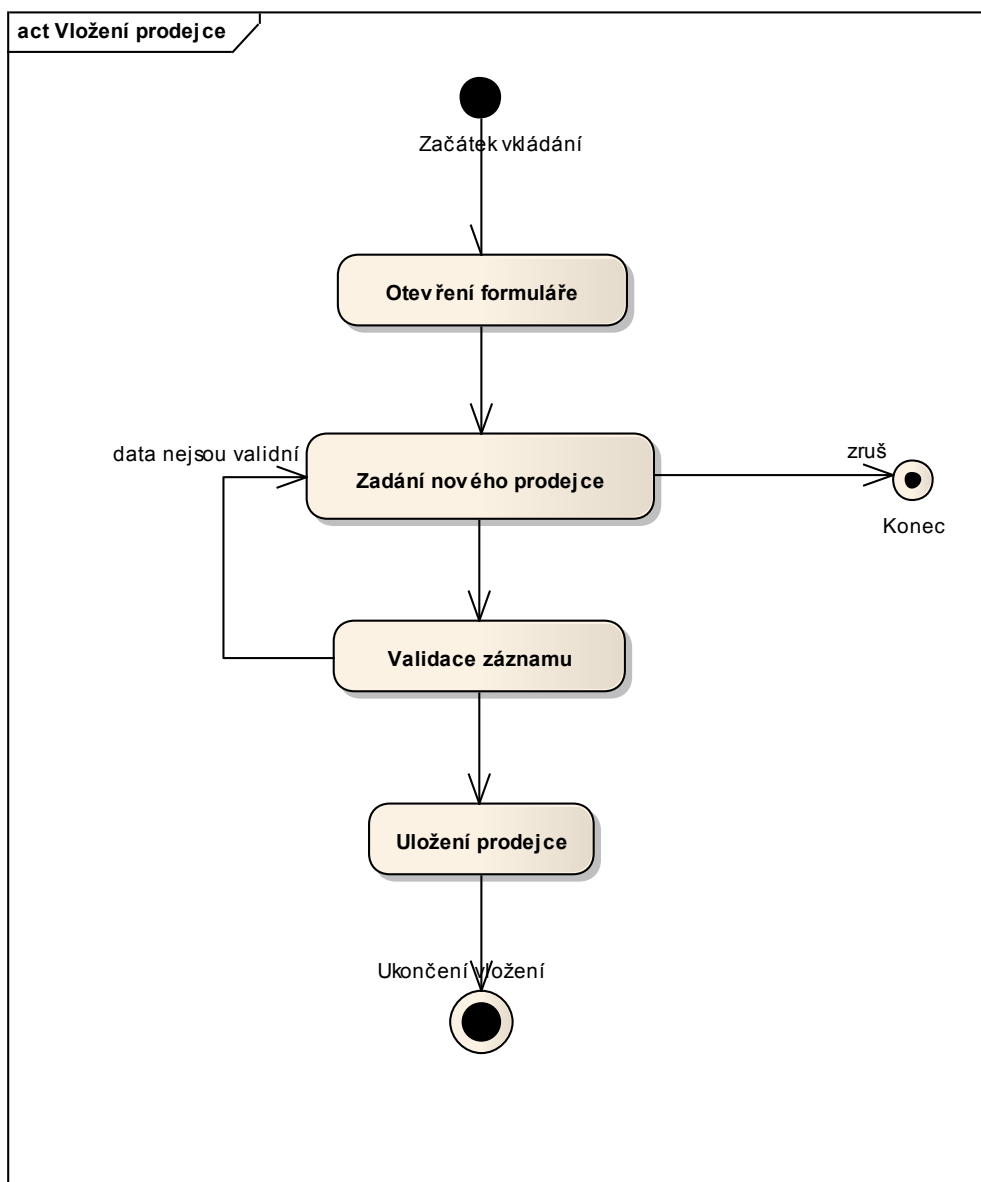 act Vložení prodejce
Začátek vkládání
Otevření formuláře
data nejsou validní
zruš
Zadání nového prodejce
Konec
Validace záznamu
Uložení prodejce
Ukončení vložení